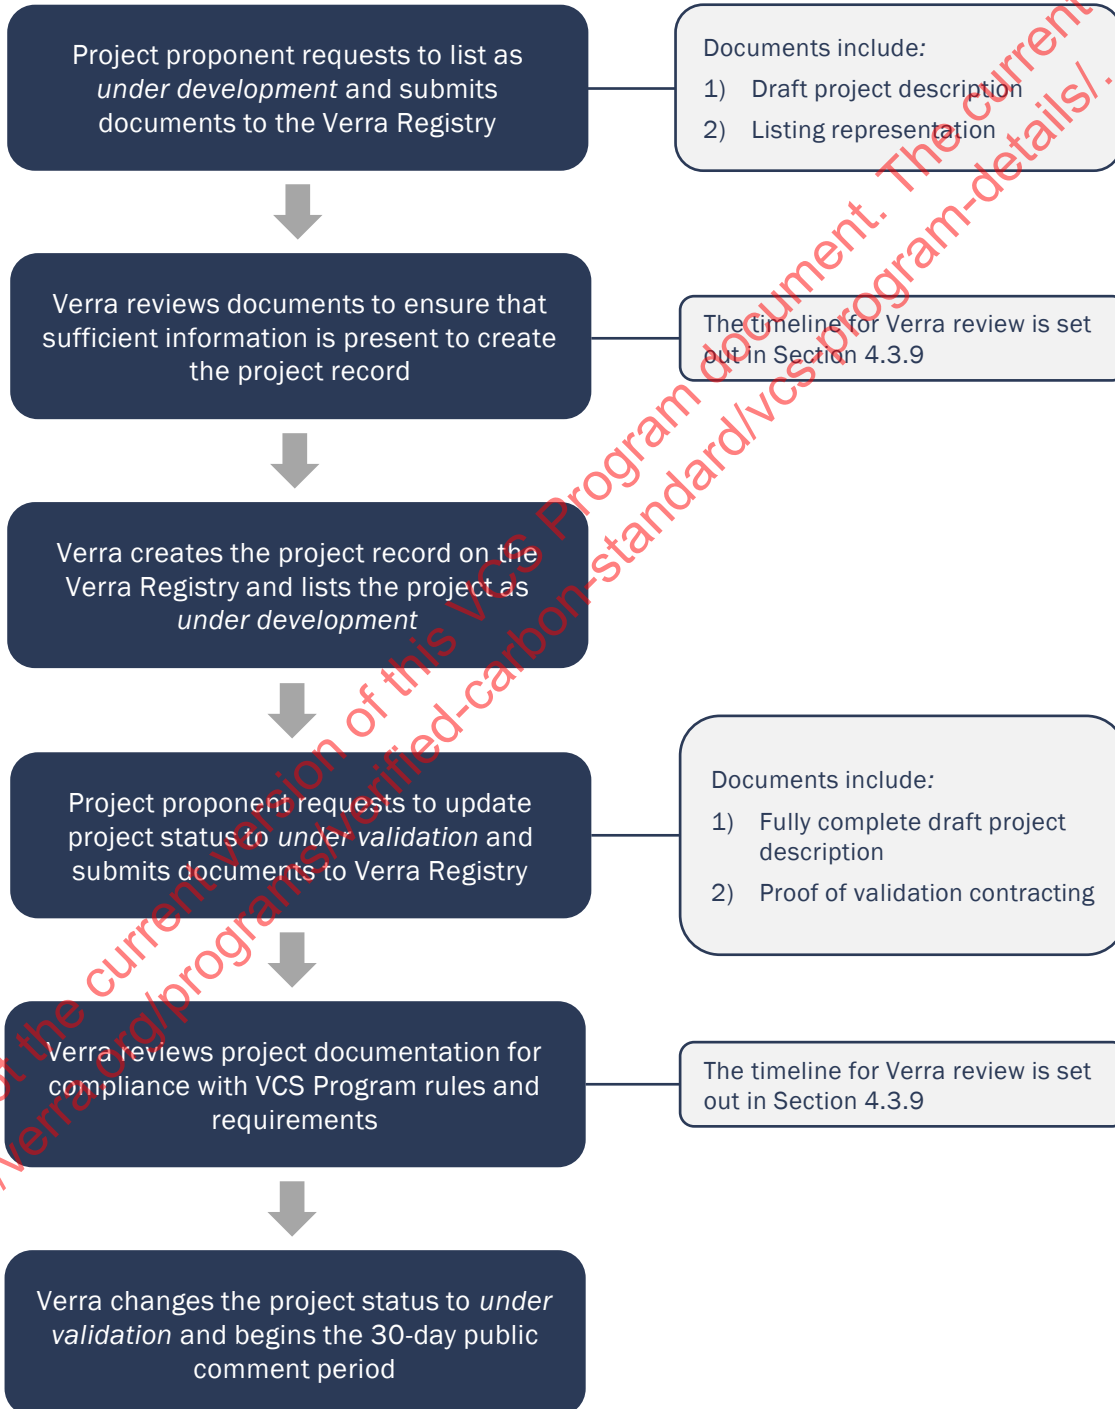 Project proponent requests to list as
under development and submits
documents to the Verra Registry
Documents include:
1) Draft project description
2) Listing representation
Verra reviews documents to ensure that
sufficient information is present to create
the project record
The timeline for Verra review is set
out in Section 4.3.9
Verra creates the project record on the
Verra Registry and lists the project as
under development
Project proponent requests to update
project status to under validation and
submits documents to Verra Registry
Documents include:
1) Fully complete draft project
description
2) Proof of validation contracting
Verra reviews project documentation for
compliance with VCS Program rules and
requirements
The timeline for Verra review is set
out in Section 4.3.9
Verra changes the project status to under
validation and begins the 30-day public
comment period
the current version of this VCS Program document. The current
/verra.org/programs/verified-carbon-standard/vcs-program-details/.